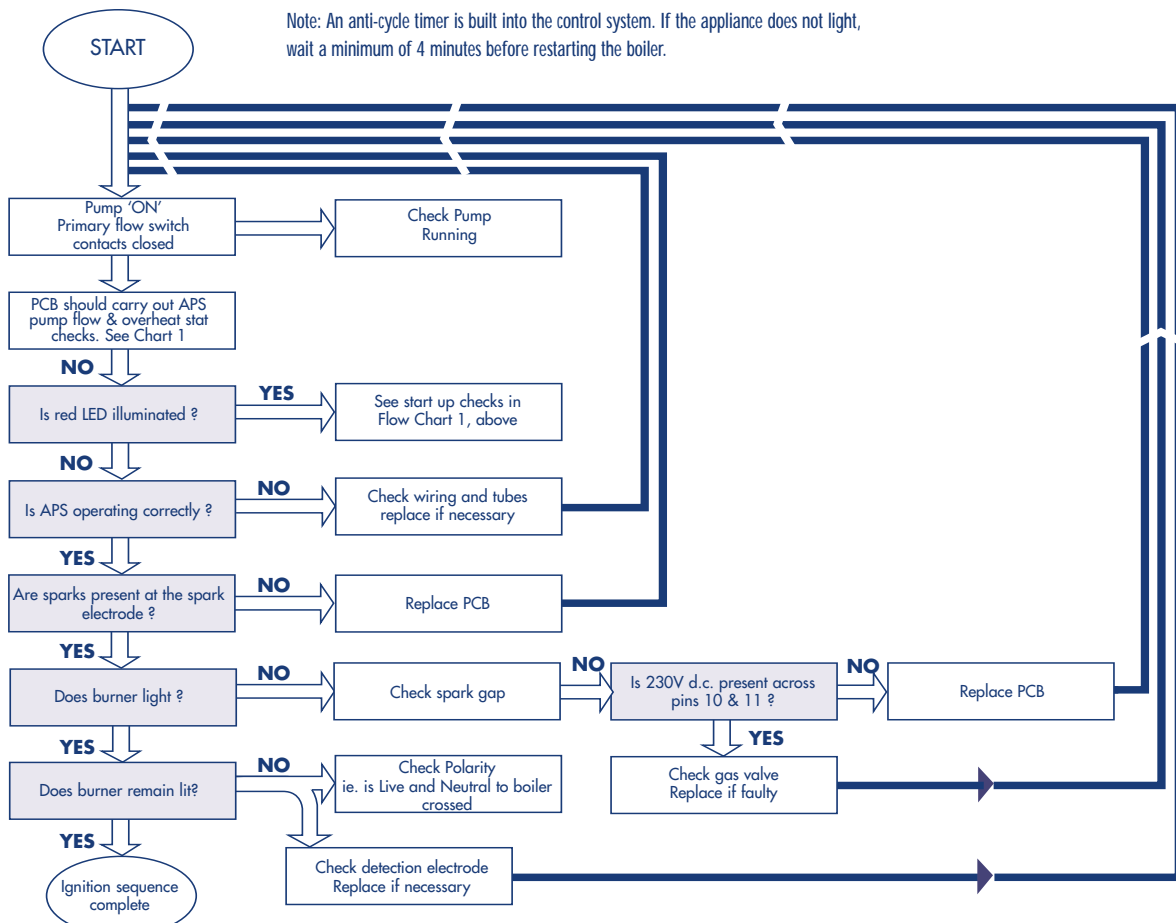 Note: An anti-cycle timer is built into the control system. If the appliance does not light,
wait a minimum of 4 minutes before restarting the boiler.
START
Pump ‘ON’
Primary flow switch
contacts closed
Check Pump
Running
PCB should carry out APS
pump flow & overheat stat
checks. See Chart 1
NO
Is red LED illuminated ?
YES
See start up checks in
Flow Chart 1, above
NO
Is APS operating correctly ?
NO
Check wiring and tubes
replace if necessary
YES
Are sparks present at the spark
electrode ?
NO
Replace PCB
YES
Does burner light ?
NO
Check spark gap
NO
Is 230V d.c. present across
pins 10 & 11 ?
NO
Replace PCB
YES
Check gas valve
Replace if faulty
YES
Does burner remain lit?
NO
Check Polarity
ie. is Live and Neutral to boiler
crossed
Check detection electrode
Replace if necessary
YES
Ignition sequence
complete